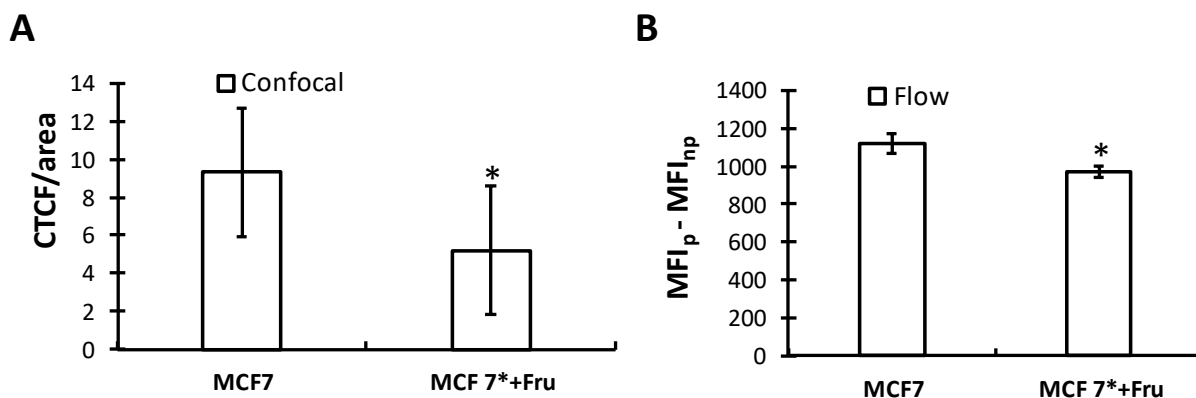 A
Confocal
CTCF/area
14
12
10
8
6
4
2
0
*
MCF7
MCF 7*+Fru
B
Flow
MFIp - MFInp
1400
1200
1000
800
600
400
200
0
*
MCF7
MCF 7*+Fru